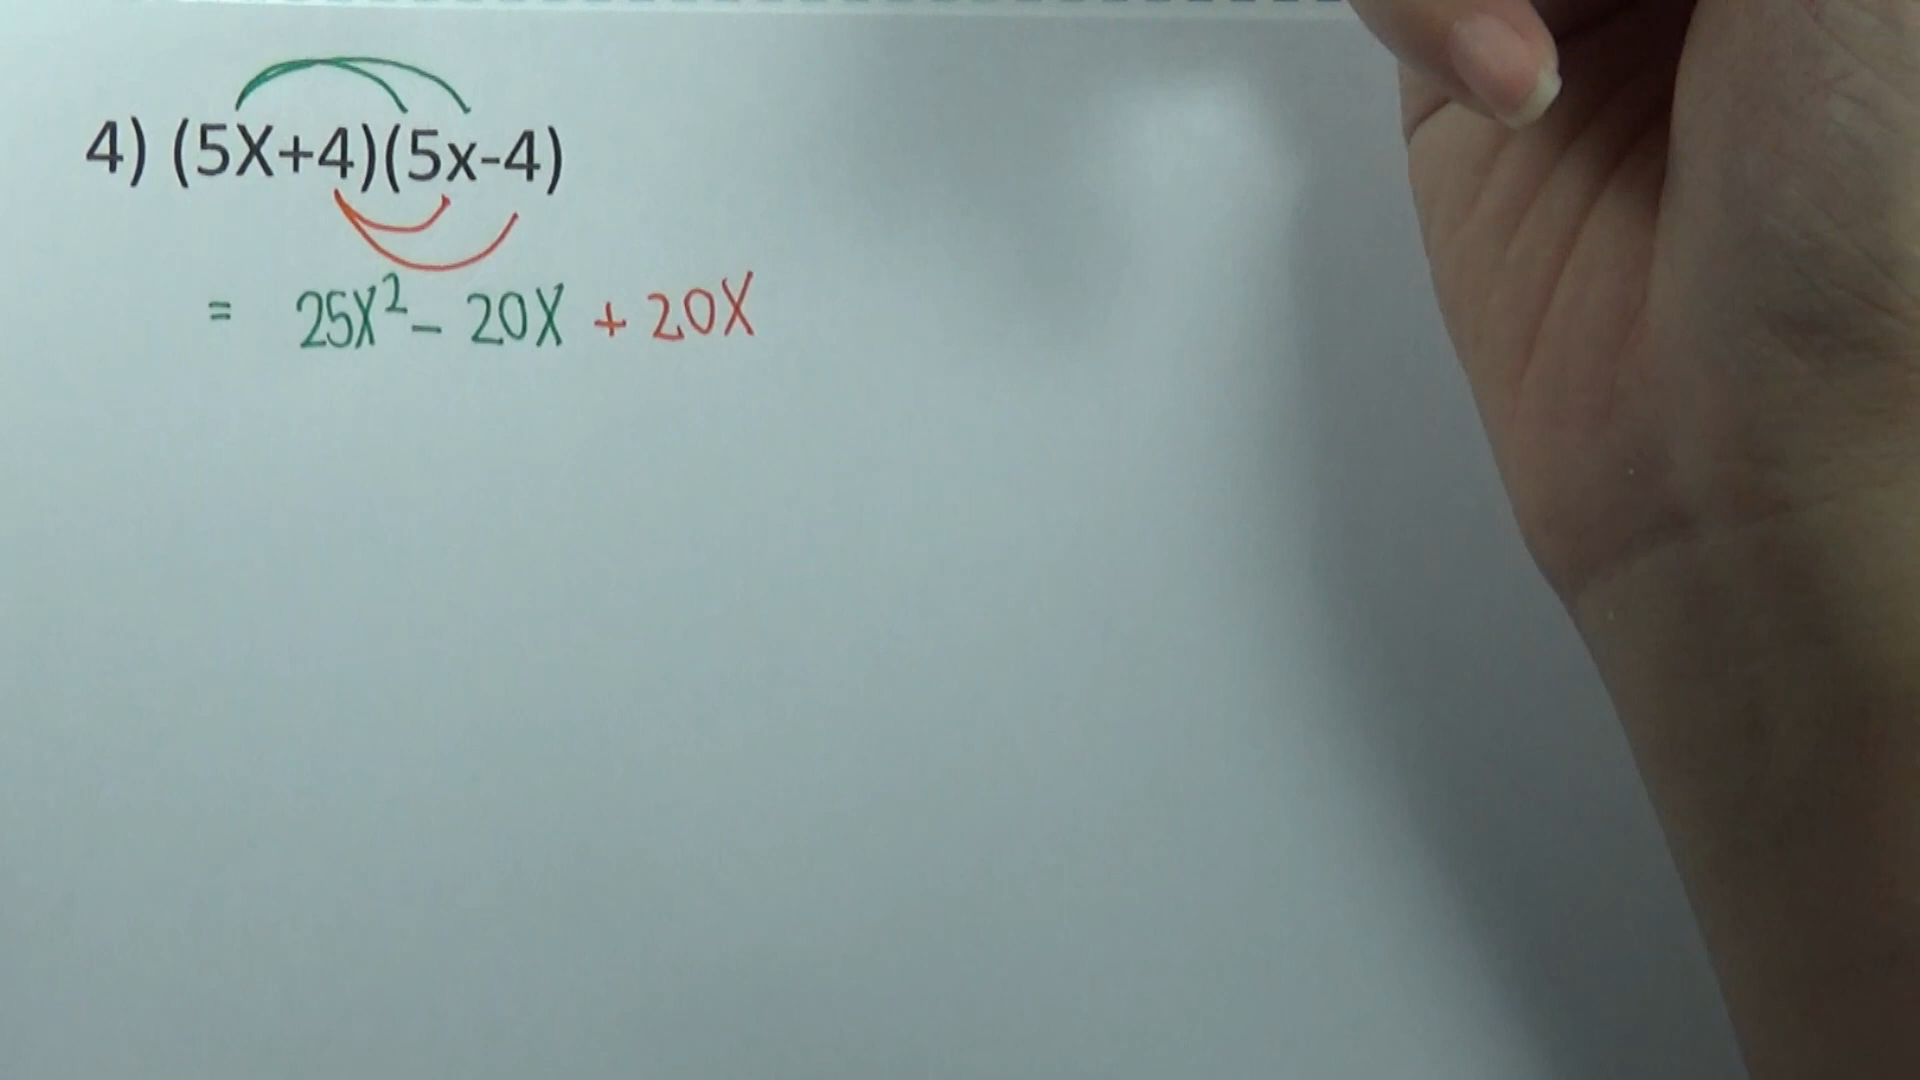 4) (5X+4)(5x-4)
= 25X² - 20X + 20X